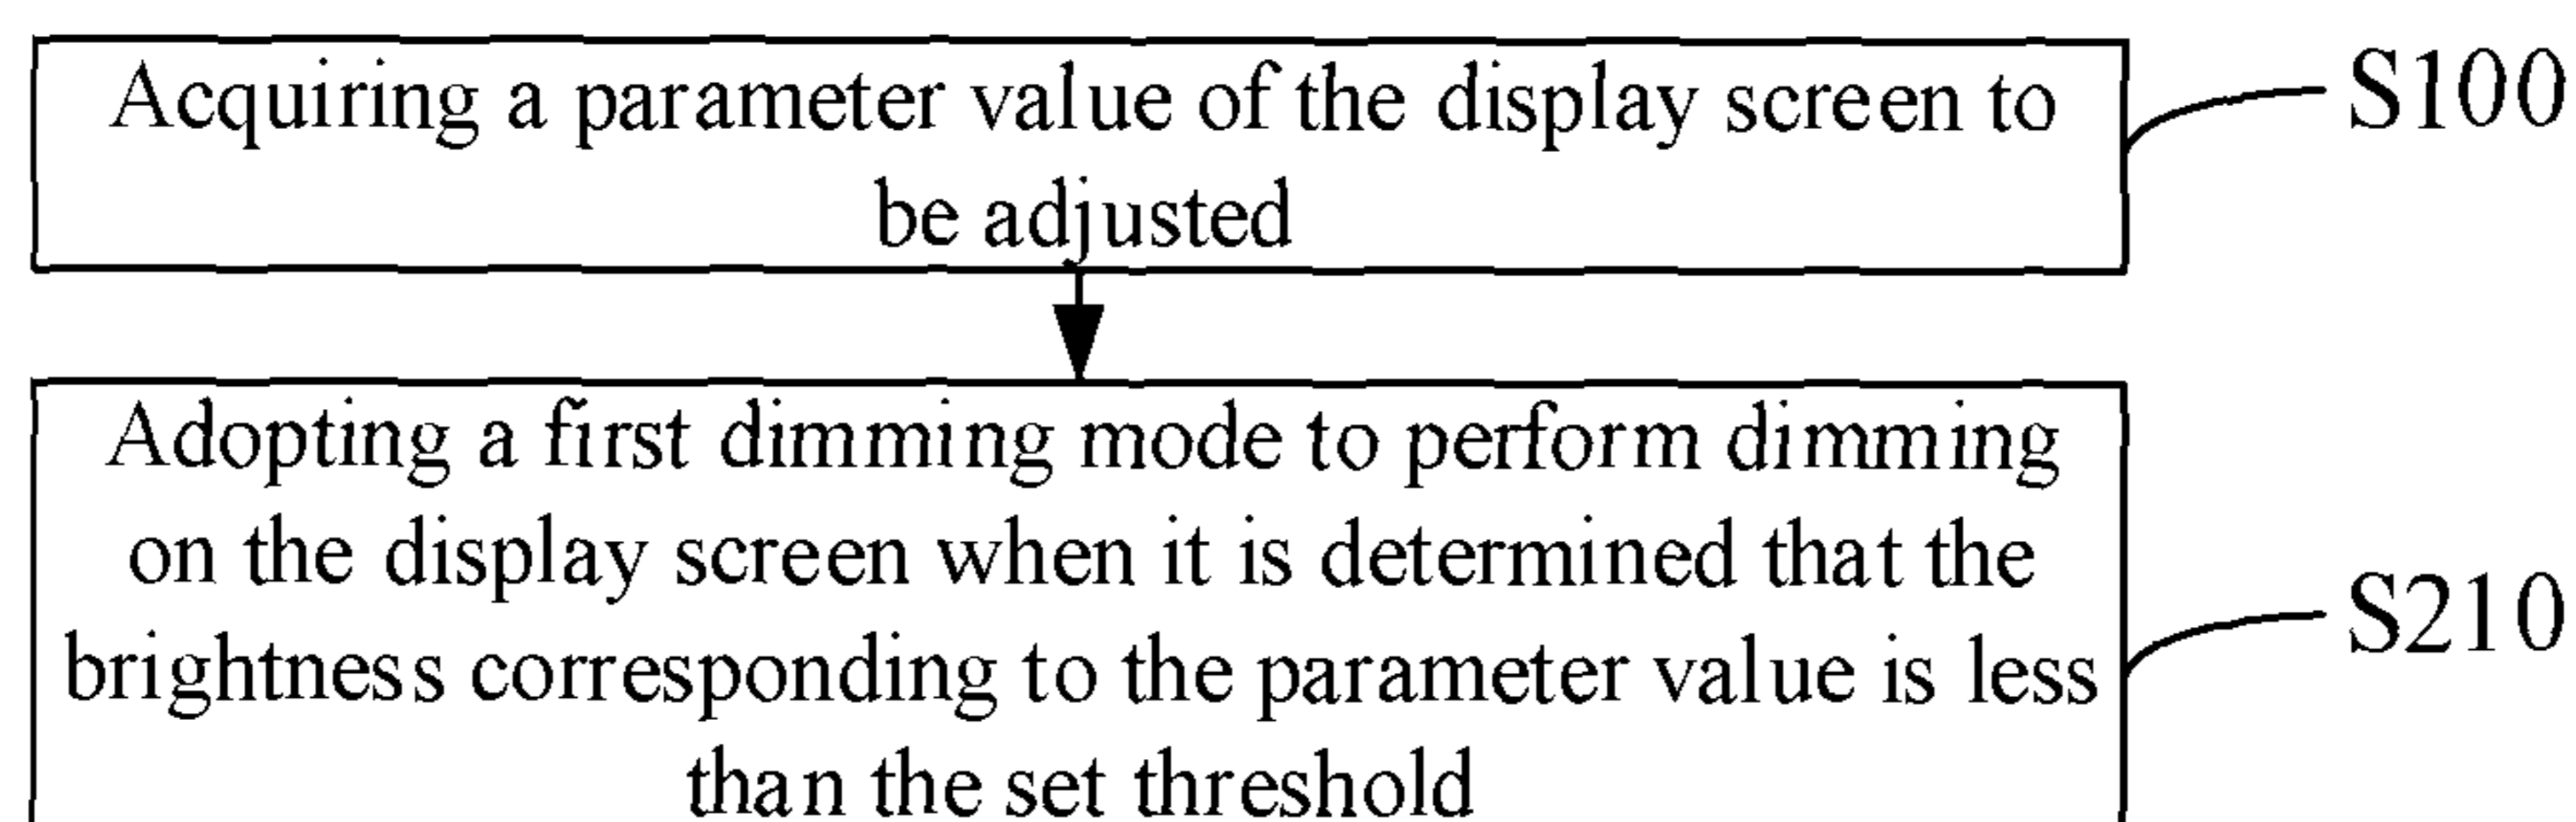 Acquiring a parameter value of the display screen to
be adjusted
S100
Adopting a first dimming mode to perform dimming
on the display screen when it is determined that the
brightness corresponding to the parameter value is less
than the set threshold
S210